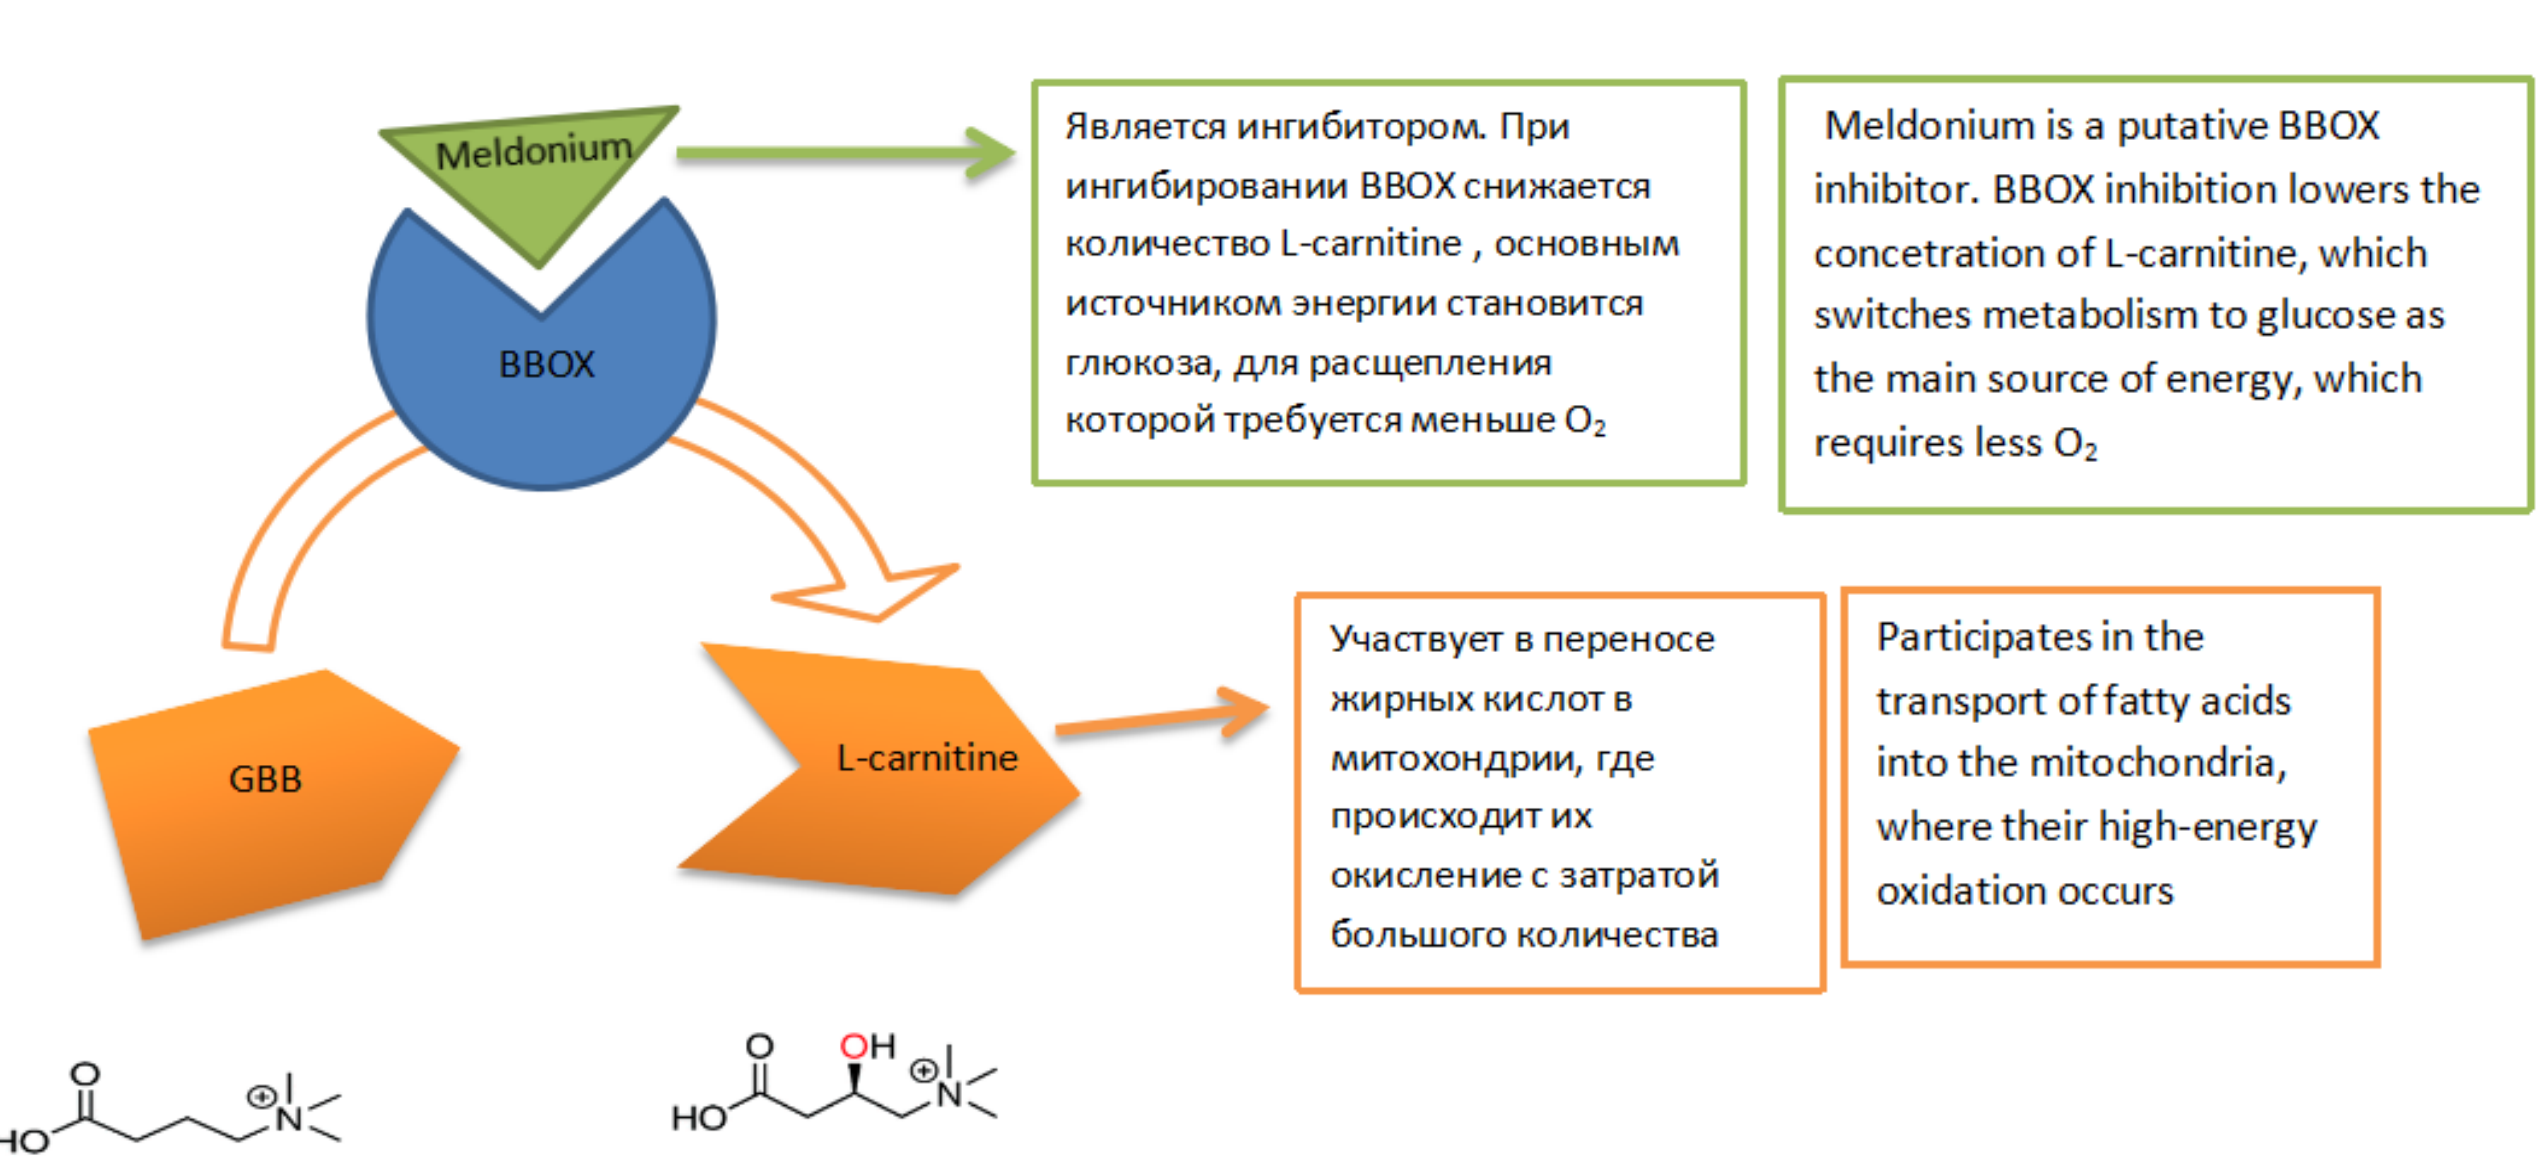 Meldonium
BBOX
GBB
L-carnitine
Является ингибитором. При
ингибировании BBOX снижается
количество L-carnitine , основным
источником энергии становится
глюкоза, для расщепления
которой требуется меньше O₂
Meldonium is a putative BBOX
inhibitor. BBOX inhibition lowers the
concetration of L-carnitine, which
switches metabolism to glucose as
the main source of energy, which
requires less O₂
Участвует в переносе
жирных кислот в
митохондрии, где
происходит их
окисление с затратой
большого количества
Participates in the
transport of fatty acids
into the mitochondria,
where their high-energy
oxidation occurs
O
HO
⊕
N
O
OH
HO
⊕
N